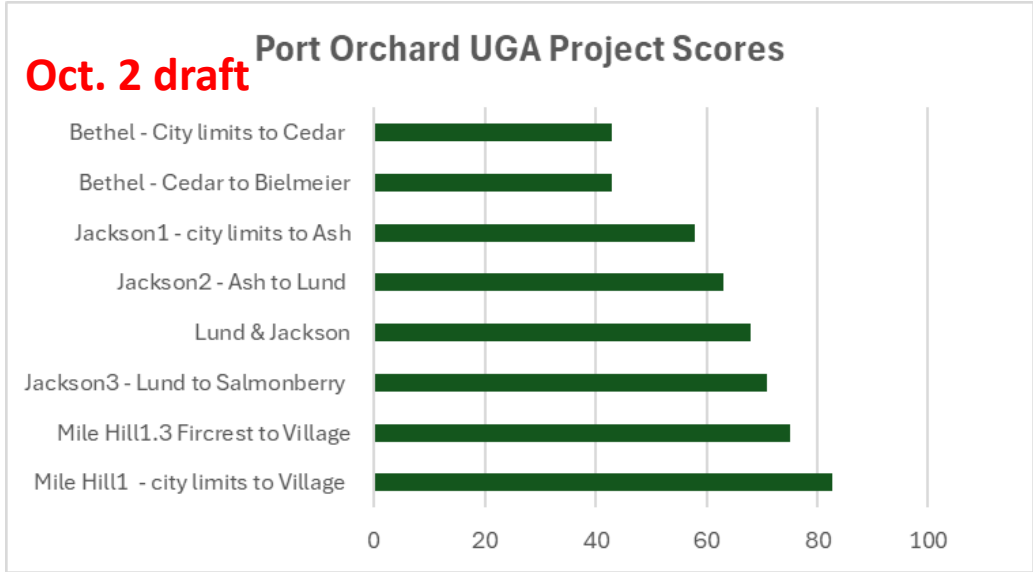 Port Orchard UGA Project Scores
Oct. 2 draft
Bethel - City limits to Cedar
Bethel - Cedar to Bielmeier
Jackson1 - city limits to Ash
Jackson2 - Ash to Lund
Lund & Jackson
Jackson3 - Lund to Salmonberry
Mile Hill1.3 Fircrest to Village
Mile Hill1  - city limits to Village
0 20 40 60 80 100